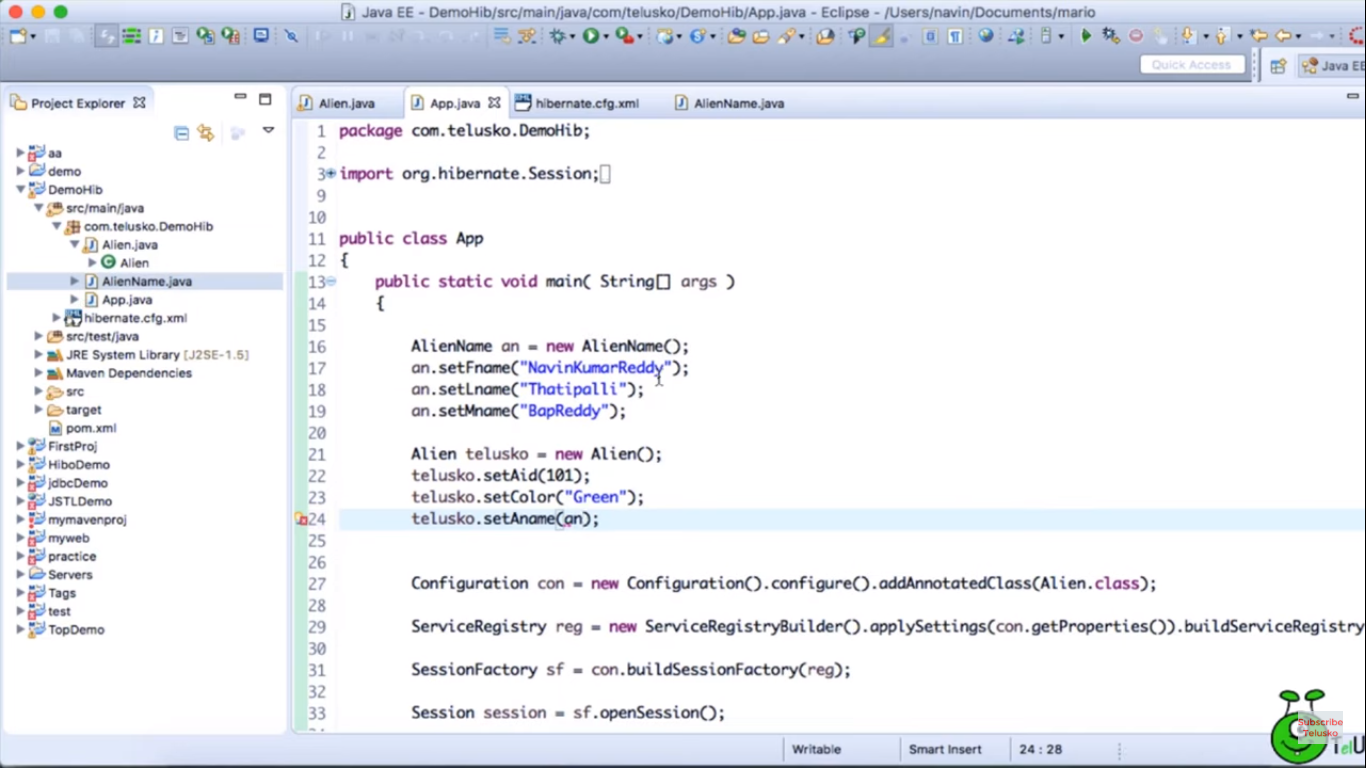 Java EE - DemoHib/src/main/java/com/telusko/DemoHib/App.java - Eclipse - /Users/navin/Documents/mario
Quick Access
Java EE
Project Explorer
Alien.java
App.java
hibernate.cfg.xml
AlienName.java
aa
demo
DemoHib
src/main/java
com.telusko.DemoHib
Alien.java
Alien
AlienName.java
App.java
hibernate.cfg.xml
src/test/java
JRE System Library [J2SE-1.5]
Maven Dependencies
src
target
pom.xml
FirstProj
HiboDemo
jdbcDemo
JSTLDemo
mymavenproj
myweb
practice
Servers
Tags
test
TopDemo
1 package com.telusko.DemoHib;
2
3 import org.hibernate.Session;
9
10
11 public class App
12 {
13 public static void main( String[] args )
14 {
15
16 AlienName an = new AlienName();
17 an.setFname("NavinKumarReddy");
18 an.setLname("Thatipalli");
19 an.setMname("BapReddy");
20
21 Alien telusko = new Alien();
22 telusko.setAid(101);
23 telusko.setColor("Green");
24 telusko.setAname(an);
25
26
27 Configuration con = new Configuration().configure().addAnnotatedClass(Alien.class);
28
29 ServiceRegistry reg = new ServiceRegistryBuilder().applySettings(con.getProperties()).buildServiceRegistry
30
31 SessionFactory sf = con.buildSessionFactory(reg);
32
33 Session session = sf.openSession();
Writable
Smart Insert
24 : 28
Subscribe
Telusko